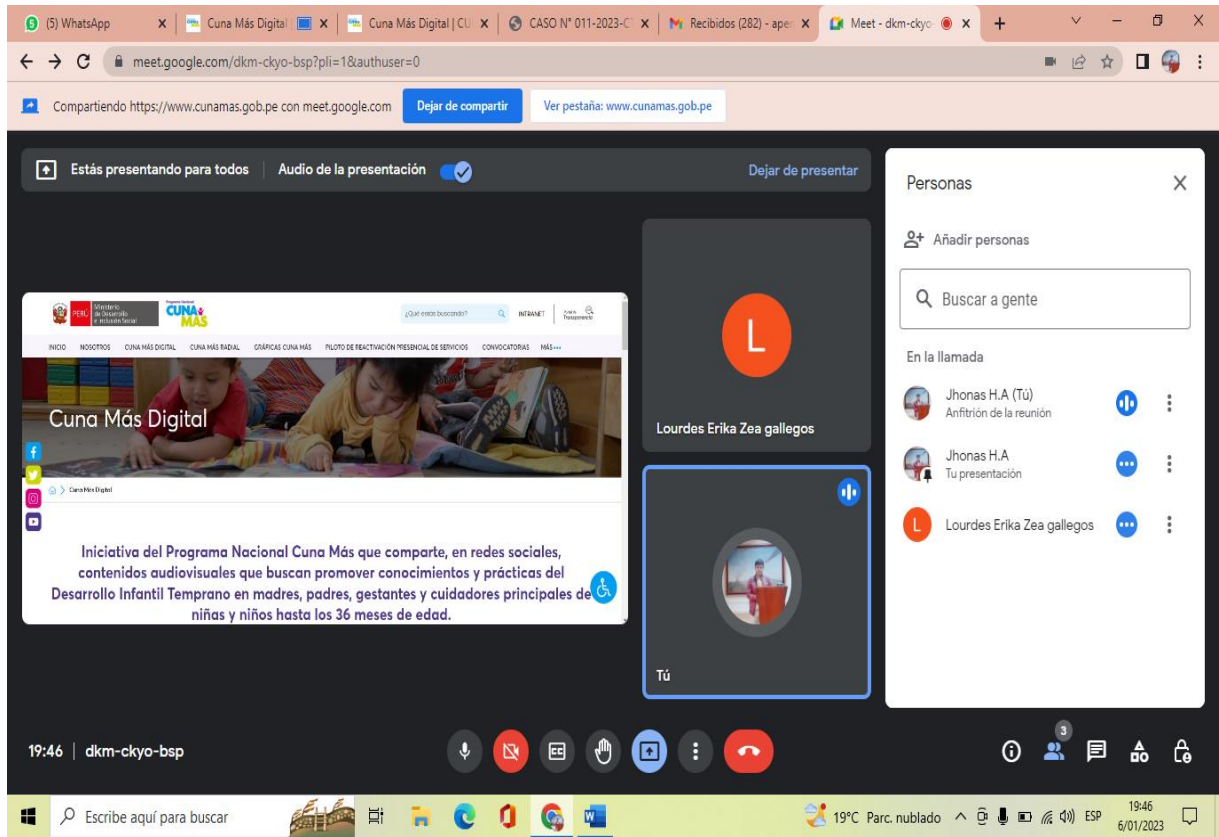 (5) WhatsApp
Cuna Más Digital
Cuna Más Digital | CU
CASO N° 011-2023-C
Recibidos (282) - aper
Meet - dkm-ckyo-
meet.google.com/dkm-ckyo-bsp?pli=1&authuser=0
Compartiendo https://www.cunamas.gob.pe con meet.google.com
Dejar de compartir
Ver pestaña: www.cunamas.gob.pe
Estás presentando para todos
Audio de la presentación
Dejar de presentar
PERÚ
Ministerio
de Desarrollo
e Inclusión Social
Programa Nacional
CUNA
MÁS
¿Qué estás buscando?
INTRANET
Transparencia
INICIO NOSOTROS CUNA MÁS DIGITAL CUNA MÁS RADIAL GRÁFICAS CUNA MÁS PILOTO DE REACTIVACIÓN PRESENCIAL DE SERVICIOS CONVOCATORIAS MÁS
Cuna Más Digital
Cuna Más Digital
Iniciativa del Programa Nacional Cuna Más que comparte, en redes sociales,
contenidos audiovisuales que buscan promover conocimientos y prácticas del
Desarrollo Infantil Temprano en madres, padres, gestantes y cuidadores principales de
niñas y niños hasta los 36 meses de edad.
L
Lourdes Erika Zea gallegos
Tú
Personas
Añadir personas
Buscar a gente
En la llamada
Jhonas H.A (Tú)
Anfitrión de la reunión
Jhonas H.A
Tu presentación
L
Lourdes Erika Zea gallegos
19:46 | dkm-ckyo-bsp
3
Escribe aquí para buscar
19°C Parc. nublado
ESP
19:46
6/01/2023